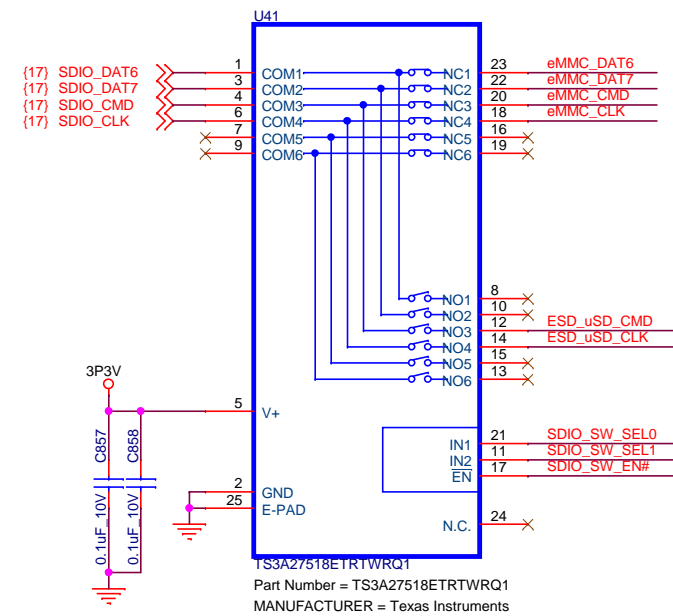 U41
{17} SDIO_DAT6 1 COM1 NC1 23 eMMC_DAT6
{17} SDIO_DAT7 3 COM2 NC2 22 eMMC_DAT7
{17} SDIO_CMD 4 COM3 NC3 20 eMMC_CMD
{17} SDIO_CLK 6 COM4 NC4 18 eMMC_CLK
7 COM5 NC5 16
9 COM6 NC6 19
NO1 8
NO2 10
NO3 12 ESD_uSD_CMD
NO4 14 ESD_uSD_CLK
NO5 15
NO6 13
3P3V
5 V+
C857
C858
0.1uF_10V
0.1uF_10V
IN1 21 SDIO_SW_SEL0
IN2 11 SDIO_SW_SEL1
EN 17 SDIO_SW_EN#
2 GND
25 E-PAD
N.C. 24
TS3A27518ETRTWRQ1
Part Number = TS3A27518ETRTWRQ1
MANUFACTURER = Texas Instruments